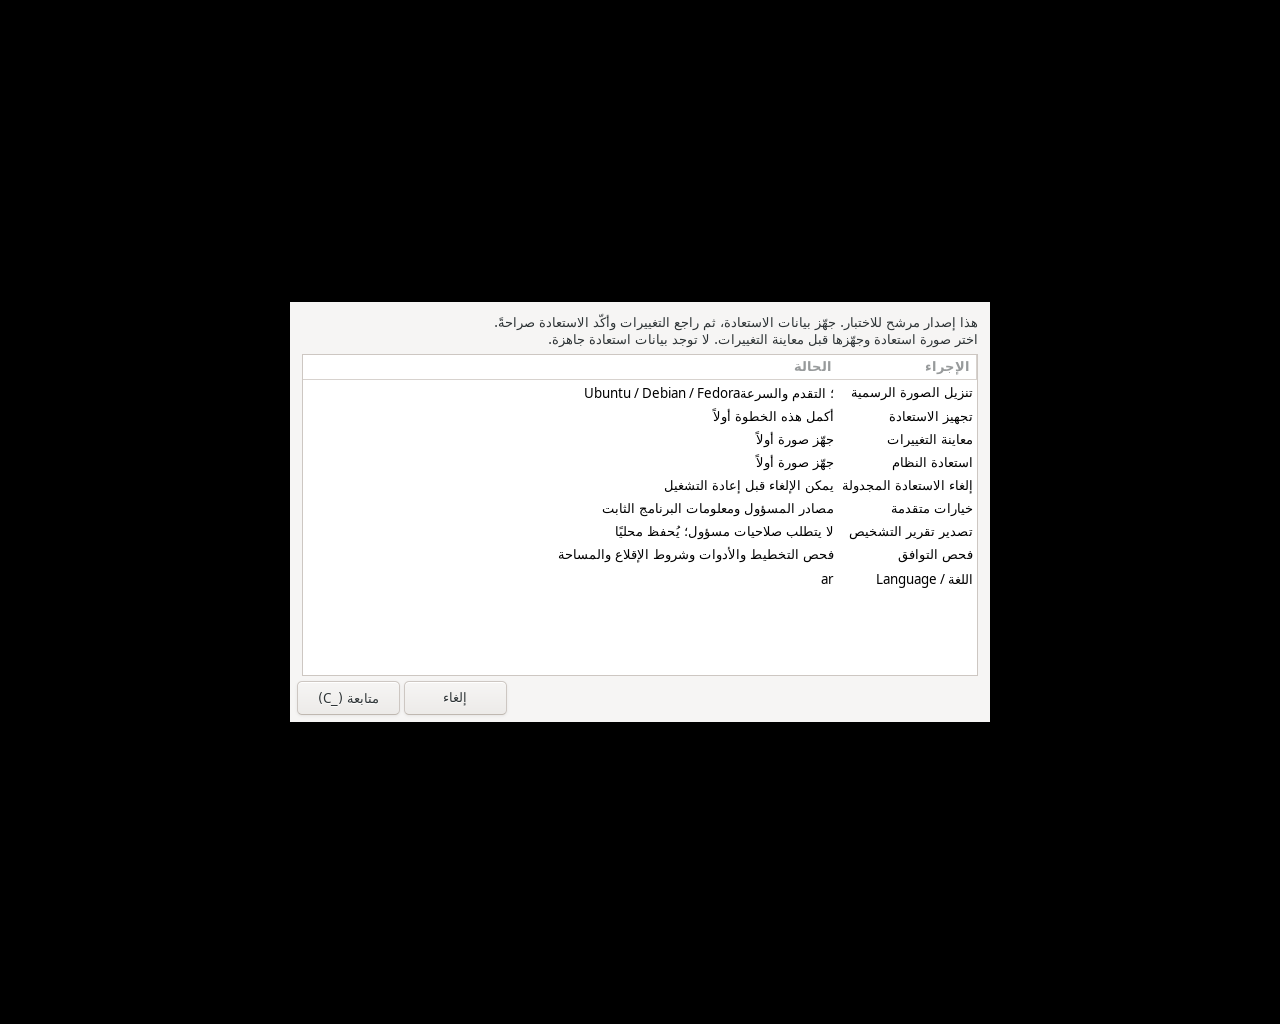 هذا إصدار مرشح للاختبار. جهّز بيانات الاستعادة، ثم راجع التغييرات وأكّد الاستعادة صراحةً.
اختر صورة استعادة وجهّزها قبل معاينة التغييرات. لا توجد بيانات استعادة جاهزة.
الإجراء الحالة
تنزيل الصورة الرسمية Ubuntu / Debian / Fedora؛ التقدم والسرعة
تجهيز الاستعادة أكمل هذه الخطوة أولاً
معاينة التغييرات جهّز صورة أولاً
استعادة النظام جهّز صورة أولاً
إلغاء الاستعادة المجدولة يمكن الإلغاء قبل إعادة التشغيل
خيارات متقدمة مصادر المسؤول ومعلومات البرنامج الثابت
تصدير تقرير التشخيص لا يتطلب صلاحيات مسؤول؛ يُحفظ محليًا
فحص التوافق فحص التخطيط والأدوات وشروط الإقلاع والمساحة
اللغة / Language ar
إلغاء
متابعة (_C)